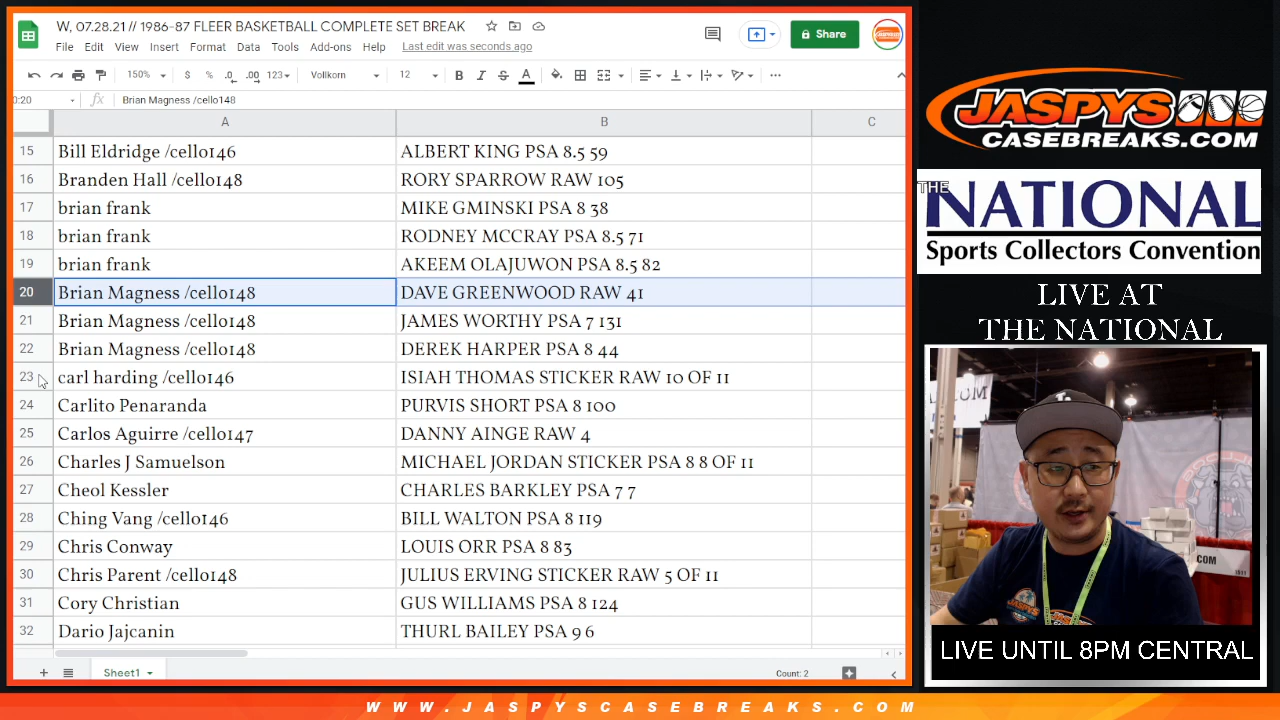 W, 07.28.21 // 1986-87 FLEER BASKETBALL COMPLETE SET BREAK
File Edit View Insert Format Data Tools Add-ons Help Last edit was seconds ago
Share
150% $ % .0 .00 123 Vollkorn 12 B I S A
D:20 fx Brian Magness /cello148
A B C
15 Bill Eldridge /cello146 ALBERT KING PSA 8.5 59
16 Branden Hall /cello148 RORY SPARROW RAW 105
17 brian frank MIKE GMINSKI PSA 8 38
18 brian frank RODNEY MCCRAY PSA 8.5 71
19 brian frank AKEEM OLAJUWON PSA 8.5 82
20 Brian Magness /cello148 DAVE GREENWOOD RAW 41
21 Brian Magness /cello148 JAMES WORTHY PSA 7 131
22 Brian Magness /cello148 DEREK HARPER PSA 8 44
23 carl harding /cello146 ISIAH THOMAS STICKER RAW 10 OF 11
24 Carlito Penaranda PURVIS SHORT PSA 8 100
25 Carlos Aguirre /cello147 DANNY AINGE RAW 4
26 Charles J Samuelson MICHAEL JORDAN STICKER PSA 8 8 OF 11
27 Cheol Kessler CHARLES BARKLEY PSA 7 7
28 Ching Vang /cello146 BILL WALTON PSA 8 119
29 Chris Conway LOUIS ORR PSA 8 83
30 Chris Parent /cello148 JULIUS ERVING STICKER RAW 5 OF 11
31 Cory Christian GUS WILLIAMS PSA 8 124
32 Dario Jajcanin THURL BAILEY PSA 9 6
Sheet1 Count: 2
JASPYS
CASEBREAKS.COM
THE
NATIONAL
Sports Collectors Convention
LIVE AT
THE NATIONAL
LIVE UNTIL 8PM CENTRAL
WWW.JASPYSCASEBREAKS.COM